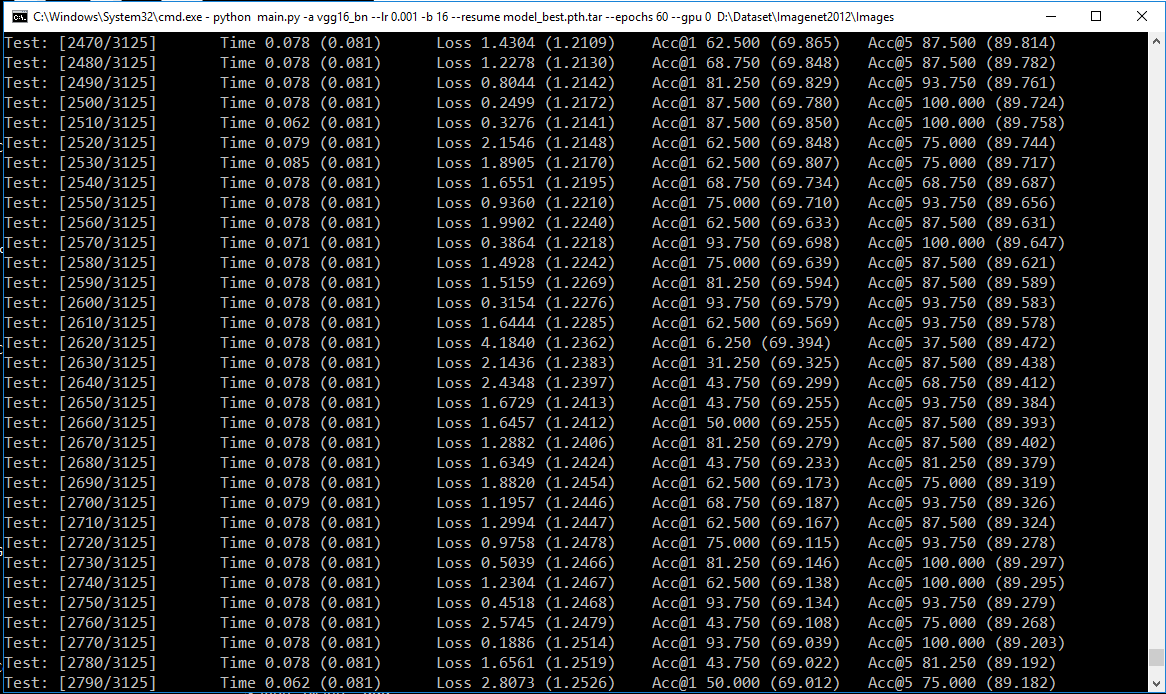 C:\Windows\System32\cmd.exe - python  main.py -a vgg16_bn --lr 0.001 -b 16 --resume model_best.pth.tar --epochs 60 --gpu 0  D:\Dataset\Imagenet2012\Images
Test: [2470/3125] Time 0.078 (0.081) Loss 1.4304 (1.2109) Acc@1 62.500 (69.865) Acc@5 87.500 (89.814)
Test: [2480/3125] Time 0.078 (0.081) Loss 1.2278 (1.2130) Acc@1 68.750 (69.848) Acc@5 87.500 (89.782)
Test: [2490/3125] Time 0.078 (0.081) Loss 0.8044 (1.2142) Acc@1 81.250 (69.829) Acc@5 93.750 (89.761)
Test: [2500/3125] Time 0.078 (0.081) Loss 0.2499 (1.2172) Acc@1 87.500 (69.780) Acc@5 100.000 (89.724)
Test: [2510/3125] Time 0.062 (0.081) Loss 0.3276 (1.2141) Acc@1 87.500 (69.850) Acc@5 100.000 (89.758)
Test: [2520/3125] Time 0.079 (0.081) Loss 2.1546 (1.2148) Acc@1 62.500 (69.848) Acc@5 75.000 (89.744)
Test: [2530/3125] Time 0.085 (0.081) Loss 1.8905 (1.2170) Acc@1 62.500 (69.807) Acc@5 75.000 (89.717)
Test: [2540/3125] Time 0.078 (0.081) Loss 1.6551 (1.2195) Acc@1 68.750 (69.734) Acc@5 68.750 (89.687)
Test: [2550/3125] Time 0.078 (0.081) Loss 0.9360 (1.2210) Acc@1 75.000 (69.710) Acc@5 93.750 (89.656)
Test: [2560/3125] Time 0.078 (0.081) Loss 1.9902 (1.2240) Acc@1 62.500 (69.633) Acc@5 87.500 (89.631)
Test: [2570/3125] Time 0.071 (0.081) Loss 0.3864 (1.2218) Acc@1 93.750 (69.698) Acc@5 100.000 (89.647)
Test: [2580/3125] Time 0.078 (0.081) Loss 1.4928 (1.2242) Acc@1 75.000 (69.639) Acc@5 87.500 (89.621)
Test: [2590/3125] Time 0.078 (0.081) Loss 1.5159 (1.2269) Acc@1 81.250 (69.594) Acc@5 87.500 (89.589)
Test: [2600/3125] Time 0.078 (0.081) Loss 0.3154 (1.2276) Acc@1 93.750 (69.579) Acc@5 93.750 (89.583)
Test: [2610/3125] Time 0.078 (0.081) Loss 1.6444 (1.2285) Acc@1 62.500 (69.569) Acc@5 93.750 (89.578)
Test: [2620/3125] Time 0.078 (0.081) Loss 4.1840 (1.2362) Acc@1 6.250 (69.394) Acc@5 37.500 (89.472)
Test: [2630/3125] Time 0.078 (0.081) Loss 2.1436 (1.2383) Acc@1 31.250 (69.325) Acc@5 87.500 (89.438)
Test: [2640/3125] Time 0.078 (0.081) Loss 2.4348 (1.2397) Acc@1 43.750 (69.299) Acc@5 68.750 (89.412)
Test: [2650/3125] Time 0.078 (0.081) Loss 1.6729 (1.2413) Acc@1 43.750 (69.255) Acc@5 93.750 (89.384)
Test: [2660/3125] Time 0.078 (0.081) Loss 1.6457 (1.2412) Acc@1 50.000 (69.255) Acc@5 87.500 (89.393)
Test: [2670/3125] Time 0.078 (0.081) Loss 1.2882 (1.2406) Acc@1 81.250 (69.279) Acc@5 87.500 (89.402)
Test: [2680/3125] Time 0.078 (0.081) Loss 1.6349 (1.2424) Acc@1 43.750 (69.233) Acc@5 81.250 (89.379)
Test: [2690/3125] Time 0.078 (0.081) Loss 1.8820 (1.2454) Acc@1 62.500 (69.173) Acc@5 75.000 (89.319)
Test: [2700/3125] Time 0.079 (0.081) Loss 1.1957 (1.2446) Acc@1 68.750 (69.187) Acc@5 93.750 (89.326)
Test: [2710/3125] Time 0.078 (0.081) Loss 1.2994 (1.2447) Acc@1 62.500 (69.167) Acc@5 87.500 (89.324)
Test: [2720/3125] Time 0.078 (0.081) Loss 0.9758 (1.2478) Acc@1 75.000 (69.115) Acc@5 93.750 (89.278)
Test: [2730/3125] Time 0.078 (0.081) Loss 0.5039 (1.2466) Acc@1 81.250 (69.146) Acc@5 100.000 (89.297)
Test: [2740/3125] Time 0.078 (0.081) Loss 1.2304 (1.2467) Acc@1 62.500 (69.138) Acc@5 100.000 (89.295)
Test: [2750/3125] Time 0.078 (0.081) Loss 0.4518 (1.2468) Acc@1 93.750 (69.134) Acc@5 93.750 (89.279)
Test: [2760/3125] Time 0.078 (0.081) Loss 2.5745 (1.2479) Acc@1 43.750 (69.108) Acc@5 75.000 (89.268)
Test: [2770/3125] Time 0.078 (0.081) Loss 0.1886 (1.2514) Acc@1 93.750 (69.039) Acc@5 100.000 (89.203)
Test: [2780/3125] Time 0.078 (0.081) Loss 1.6561 (1.2519) Acc@1 43.750 (69.022) Acc@5 81.250 (89.192)
Test: [2790/3125] Time 0.062 (0.081) Loss 2.8073 (1.2526) Acc@1 50.000 (69.012) Acc@5 75.000 (89.182)